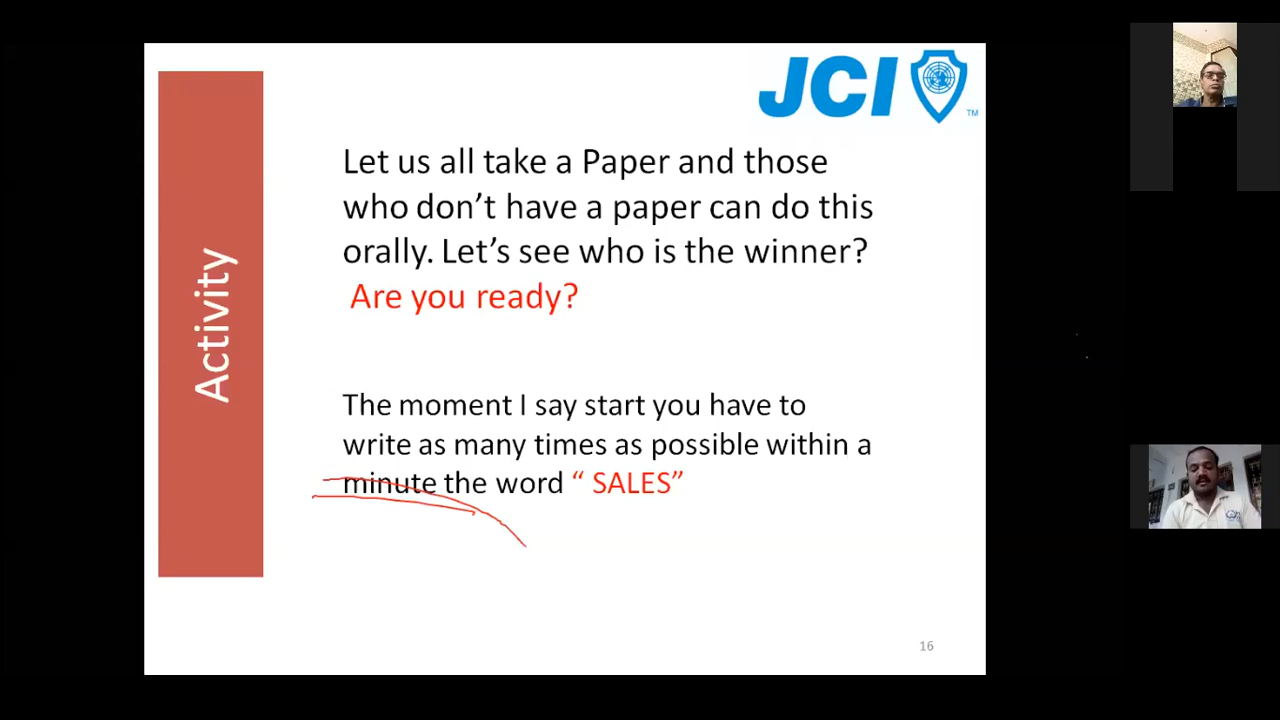 JCI
TM
Activity
Let us all take a Paper and those
who don’t have a paper can do this
orally. Let’s see who is the winner?
Are you ready?
The moment I say start you have to
write as many times as possible within a
minute the word “ SALES”
16